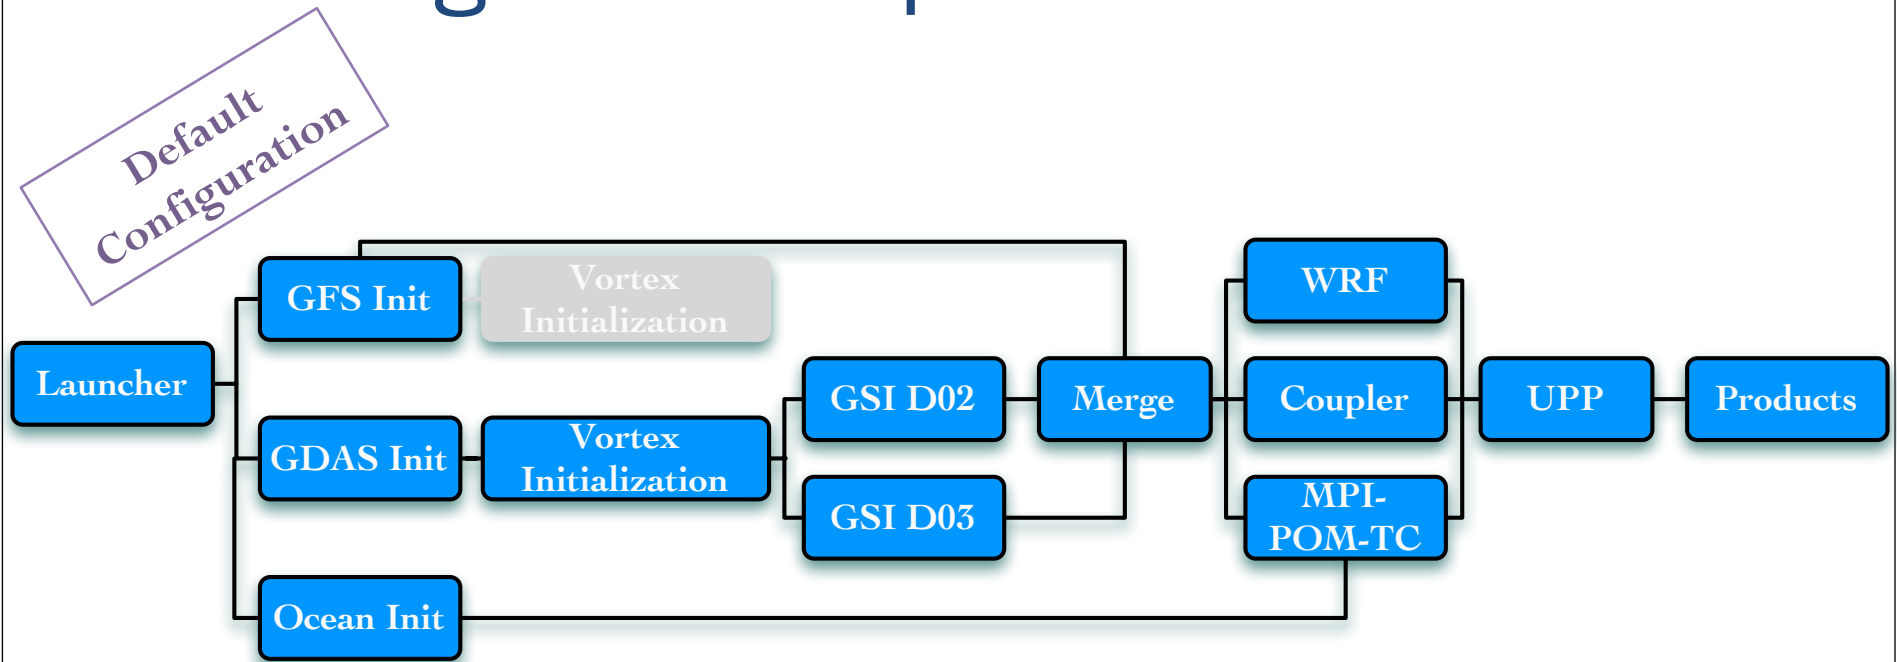 Default
Configuration
GFS Init
Vortex
Initialization
WRF
Launcher
GSI D02
Merge
Coupler
UPP
Products
GDAS Init
Vortex
Initialization
GSI D03
MPI-
POM-TC
Ocean Init